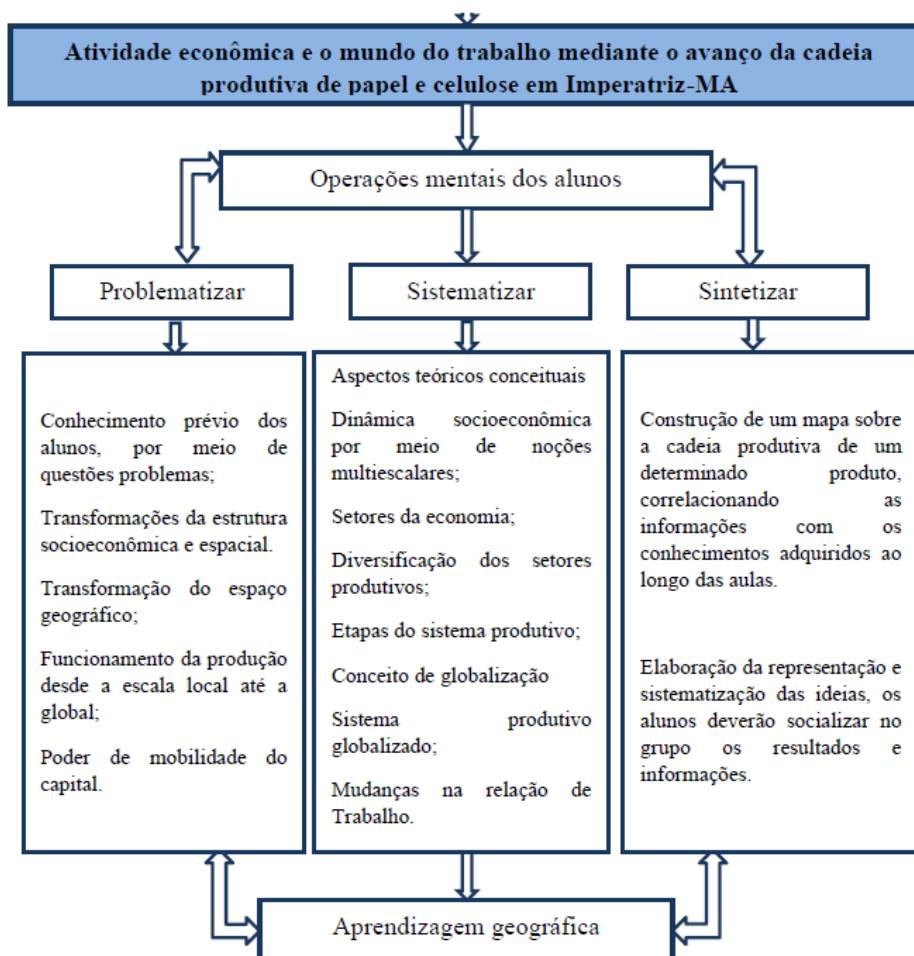 Atividade econômica e o mundo do trabalho mediante o avanço da cadeia
produtiva de papel e celulose em Imperatriz-MA
Operações mentais dos alunos
Problematizar
Sistematizar
Sintetizar
Conhecimento prévio dos
alunos, por meio de
questões problemas;
Transformações da estrutura
socioeconômica e espacial.
Transformação do espaço
geográfico;
Funcionamento da produção
desde a escala local até a
global;
Poder de mobilidade do
capital.
Aspectos teóricos conceituais
Dinâmica socioeconômica
por meio de noções
multiescalares;
Setores da economia;
Diversificação dos setores
produtivos;
Etapas do sistema produtivo;
Conceito de globalização
Sistema produtivo
globalizado;
Mudanças na relação de
Trabalho.
Construção de um mapa sobre
a cadeia produtiva de um
determinado produto,
correlacionando as
informações com os
conhecimentos adquiridos ao
longo das aulas.
Elaboração da representação e
sistematização das ideias, os
alunos deverão socializar no
grupo os resultados e
informações.
Aprendizagem geográfica